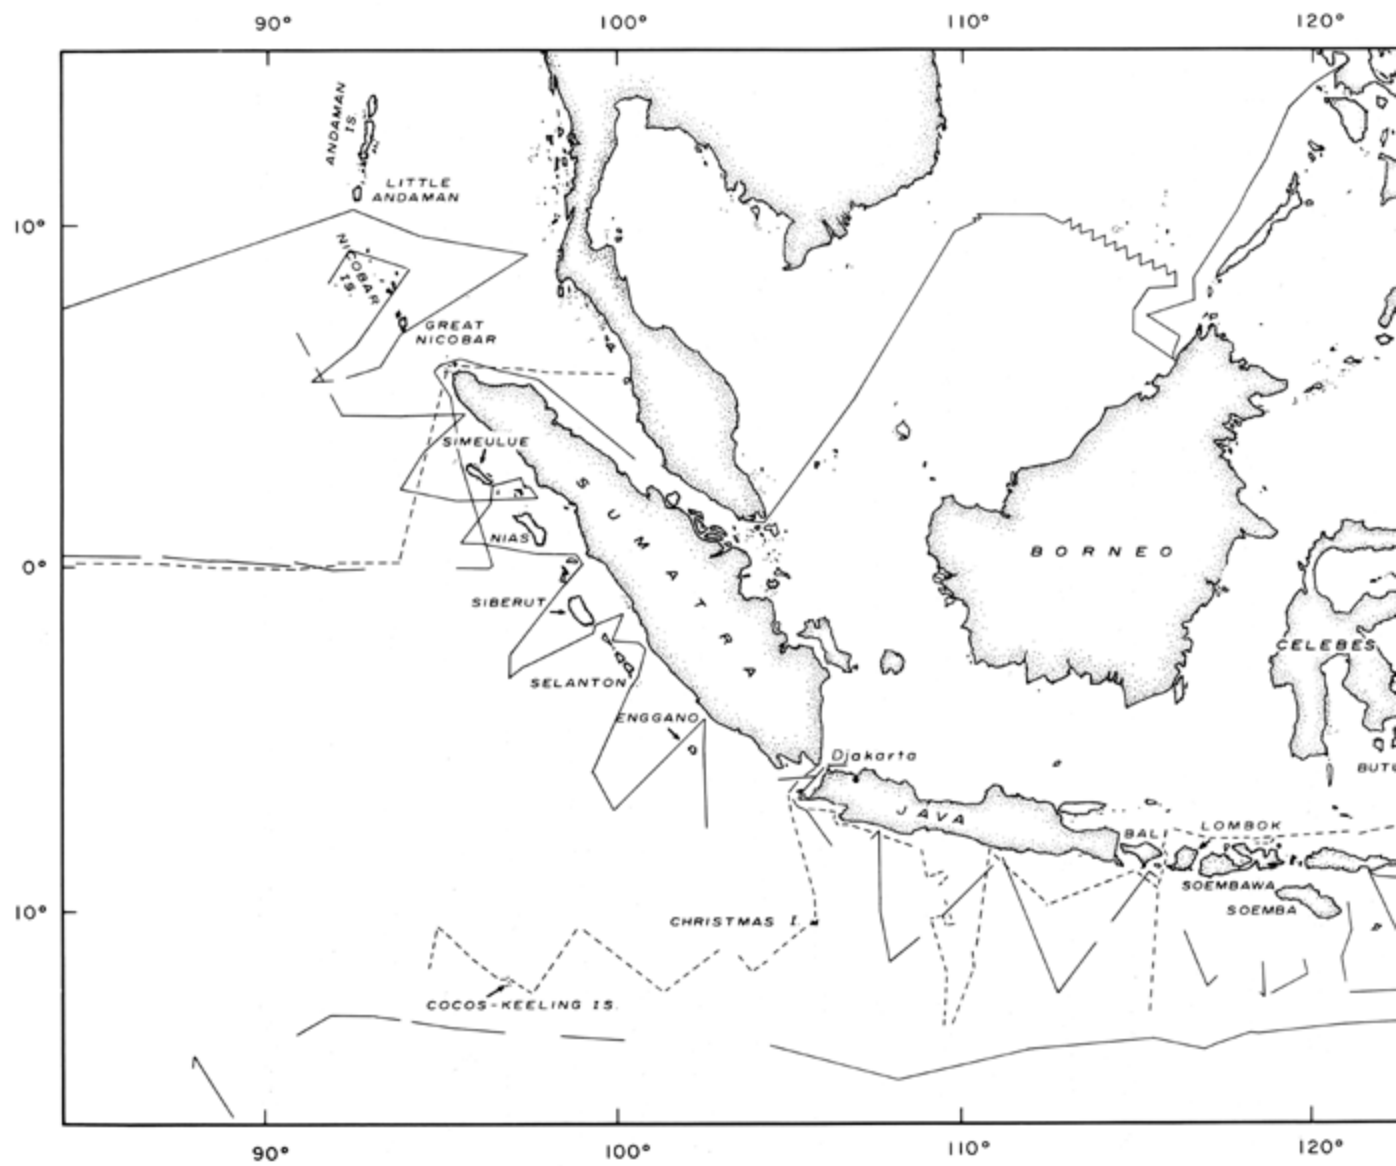 90° 100° 110° 120°
ANDAMAN
IS.
LITTLE
ANDAMAN
10°
NICOBAR
IS.
GREAT
NICOBAR
SIMEULUE
SUMATRA
NIAS
BORNEO
0°
SIBERUT
CELEBES
SELANTON
ENGGANO
Djakarta
BUTU
JAVA
BALI
LOMBOK
SOEMBAWA
SOEMBA
10°
CHRISTMAS I.
COCOS-KEELING IS.
90° 100° 110° 120°